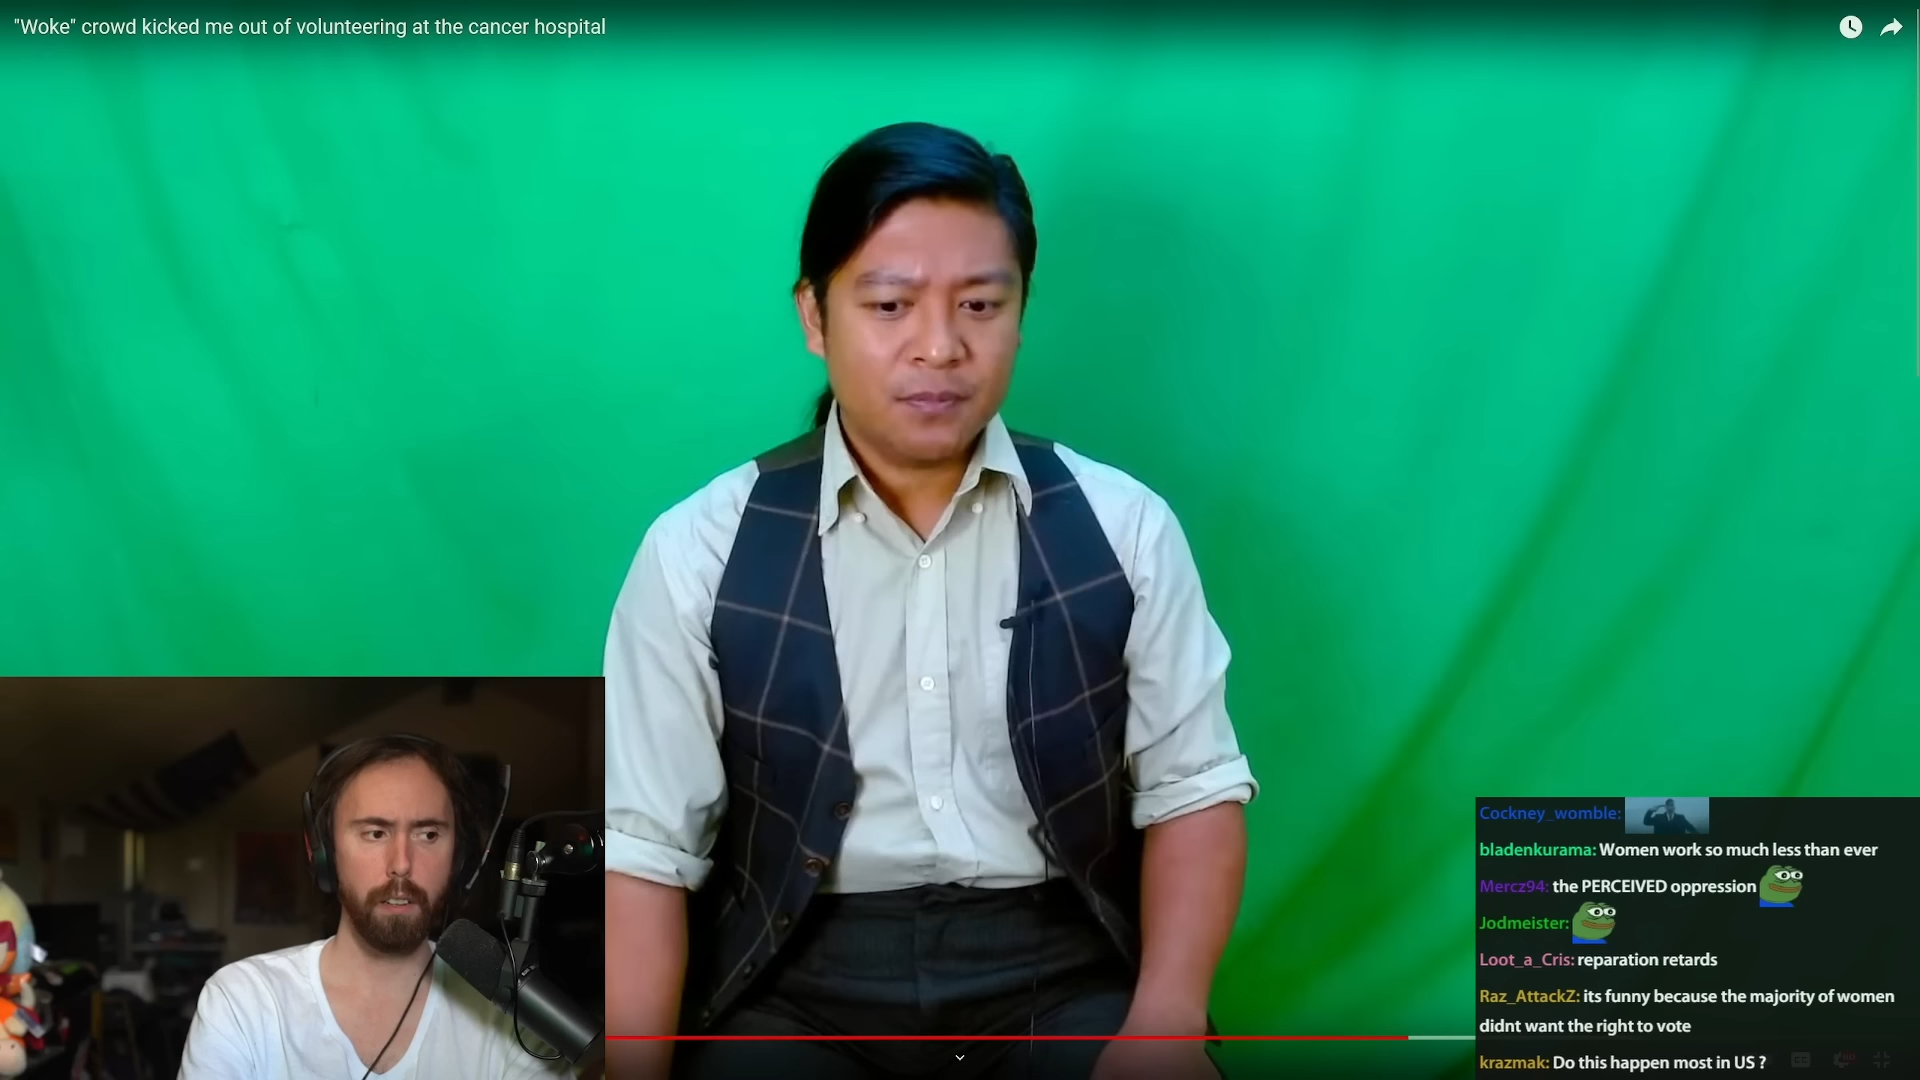 "Woke" crowd kicked me out of volunteering at the cancer hospital
Cockney_womble:
bladenkurama: Women work so much less than ever
Mercz94: the PERCEIVED oppression
Jodmeister:
Loot_a_Cris: reparation retards
Raz_AttackZ: its funny because the majority of women
didnt want the right to vote
krazmak: Do this happen most in US ?